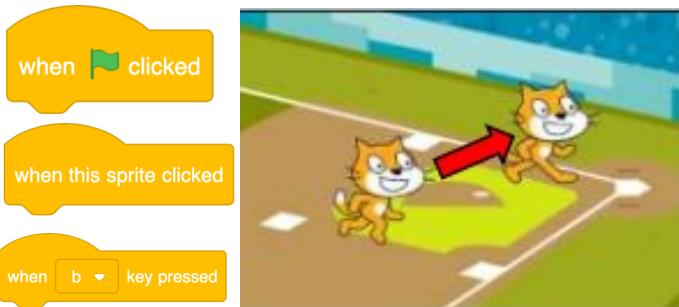 when clicked
when this sprite clicked
when b key pressed